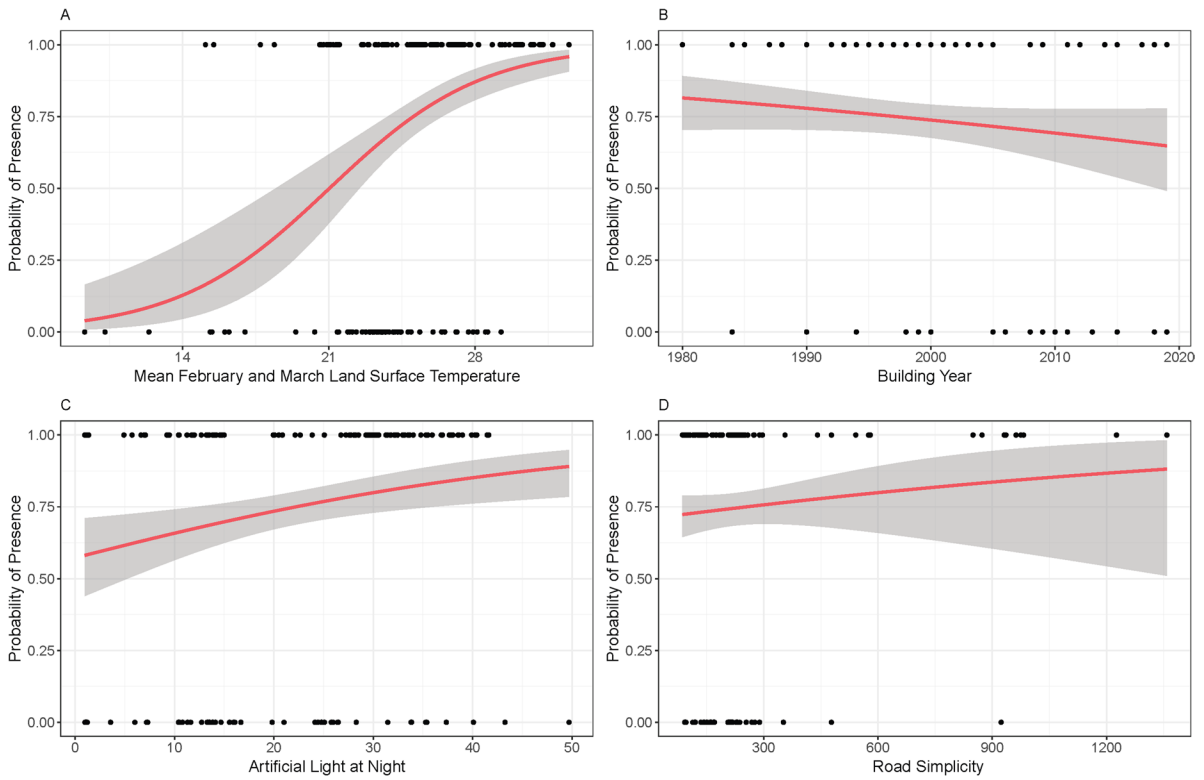 A
Probability of Presence
1.00
0.75
0.50
0.25
0.00
14 21 28
Mean February and March Land Surface Temperature
B
Probability of Presence
1.00
0.75
0.50
0.25
0.00
1980 1990 2000 2010 2020
Building Year
C
Probability of Presence
1.00
0.75
0.50
0.25
0.00
0 10 20 30 40 50
Artificial Light at Night
D
Probability of Presence
1.00
0.75
0.50
0.25
0.00
300 600 900 1200
Road Simplicity